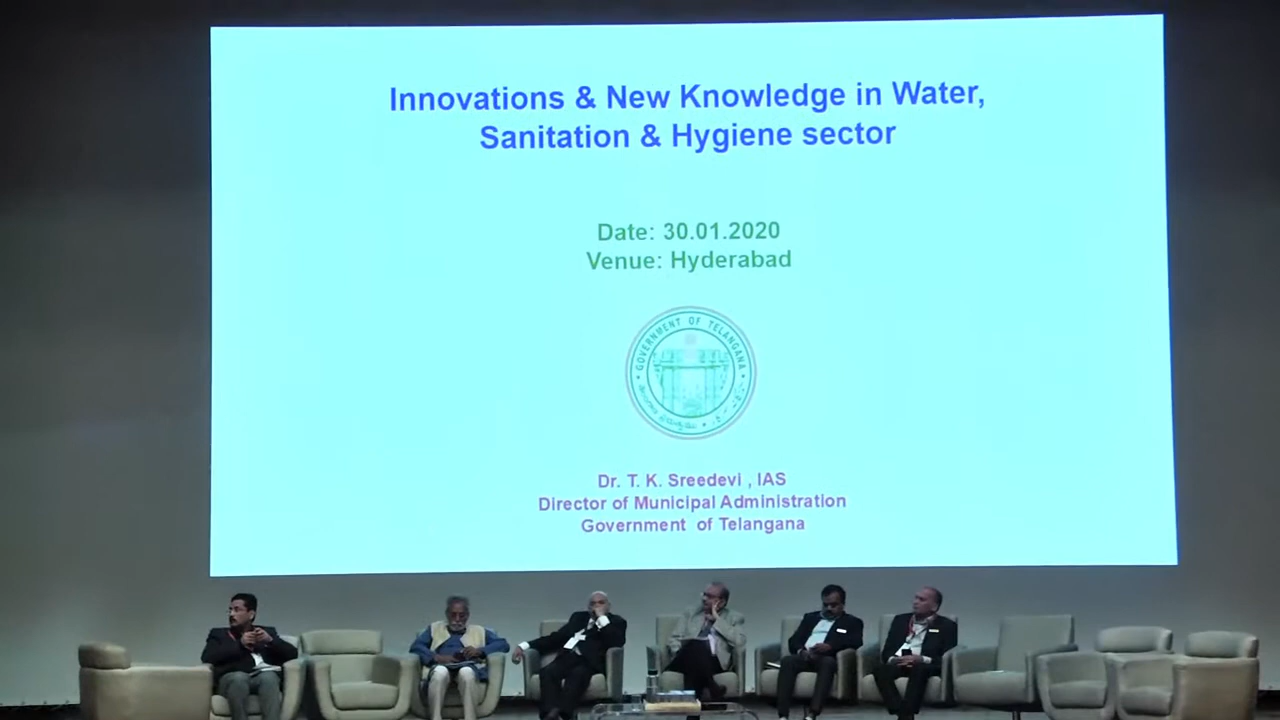 Innovations & New Knowledge in Water,
Sanitation & Hygiene sector
Date: 30.01.2020
Venue: Hyderabad
GOVERNMENT OF TELANGANA
Dr. T. K. Sreedevi , IAS
Director of Municipal Administration
Government of Telangana